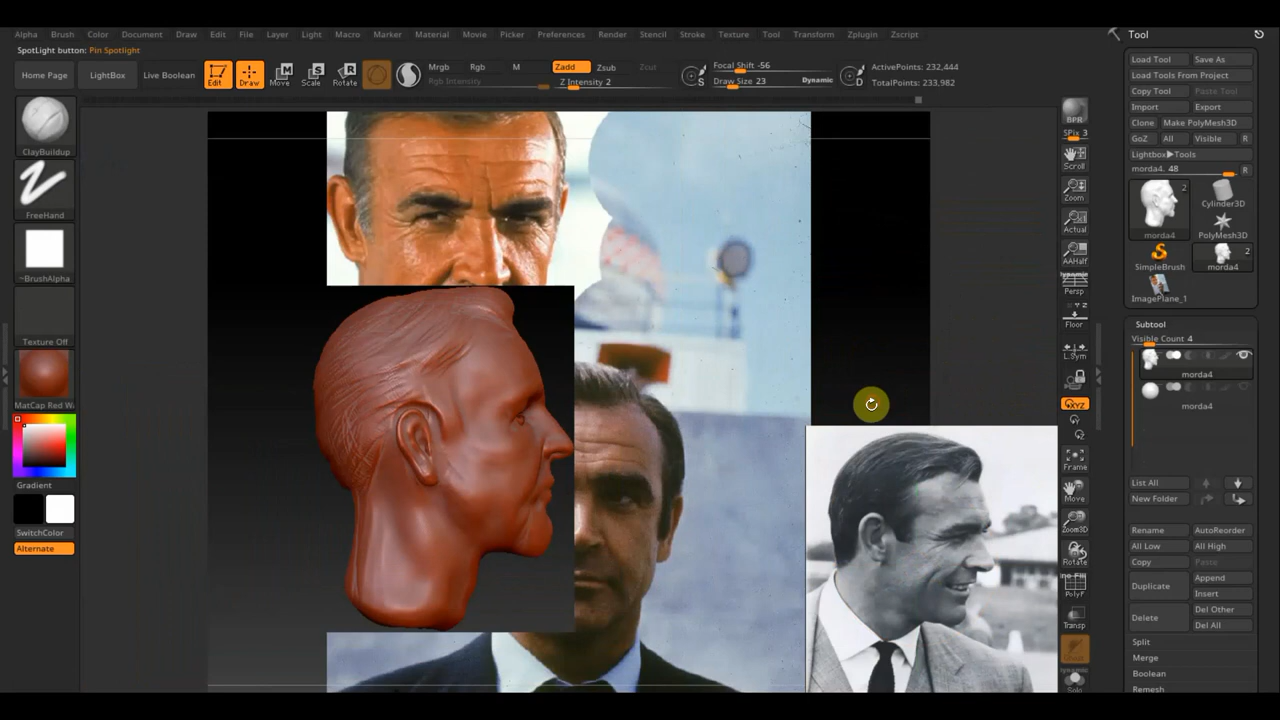 Alpha Brush Color Document Draw Edit File Layer Light Macro Marker Material Movie Picker Preferences Render Stencil Stroke Texture Tool Transform Zplugin Zscript
SpotLight button: Pin Spotlight
Home Page LightBox Live Boolean Edit Draw Move Scale Rotate
Mrgb Rgb M Zadd Zsub Zcut
Rgb Intensity Z Intensity 2
Focal Shift -56
Draw Size 23 Dynamic
ActivePoints: 232,444
TotalPoints: 233,982
S
D
ClayBuildup
FreeHand
~BrushAlpha
Texture Off
MatCap Red W
Gradient
SwitchColor
Alternate
BPR
SPix 3
Scroll
Zoom
Actual
AAHalf
Dynamic
Persp
Floor
L.Sym
XYZ
Frame
Move
Zoom3D
Rotate
PolyF
Transp
Dynamic
Solo
Tool
Load Tool Save As
Load Tools From Project
Copy Tool Paste Tool
Import Export
Clone Make PolyMesh3D
GoZ All Visible R
Lightbox▶Tools
morda4. 48 R
2
Cylinder3D
morda4 PolyMesh3D
2
SimpleBrush morda4
ImagePlane_1
Subtool
Visible Count 4
morda4
morda4
List All
New Folder
Rename AutoReorder
All Low All High
Copy Paste
Duplicate Append
Insert
Delete Del Other
Del All
Split
Merge
Boolean
Remesh